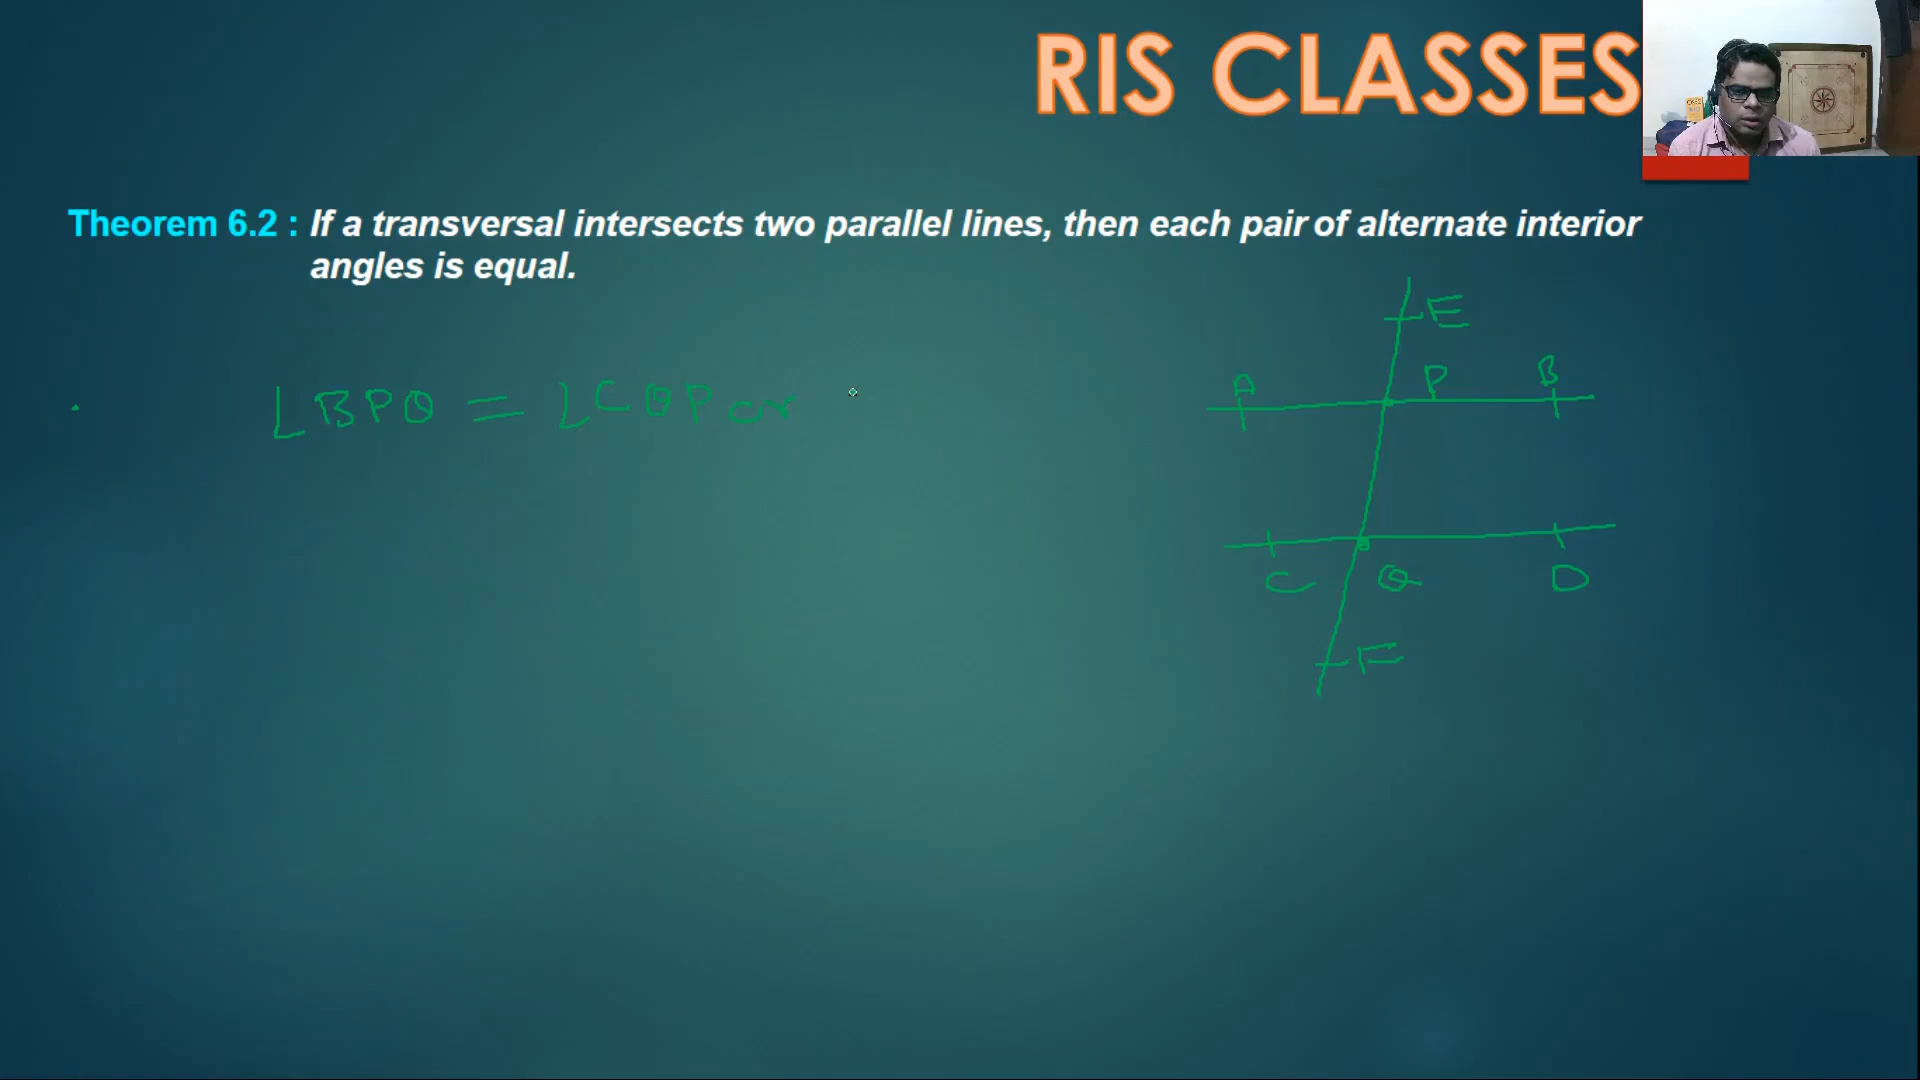 RIS CLASSES
Theorem 6.2 : If a transversal intersects two parallel lines, then each pair of alternate interior
angles is equal.
E
A P B
∠BPQ = ∠CQP or
C Q D
F